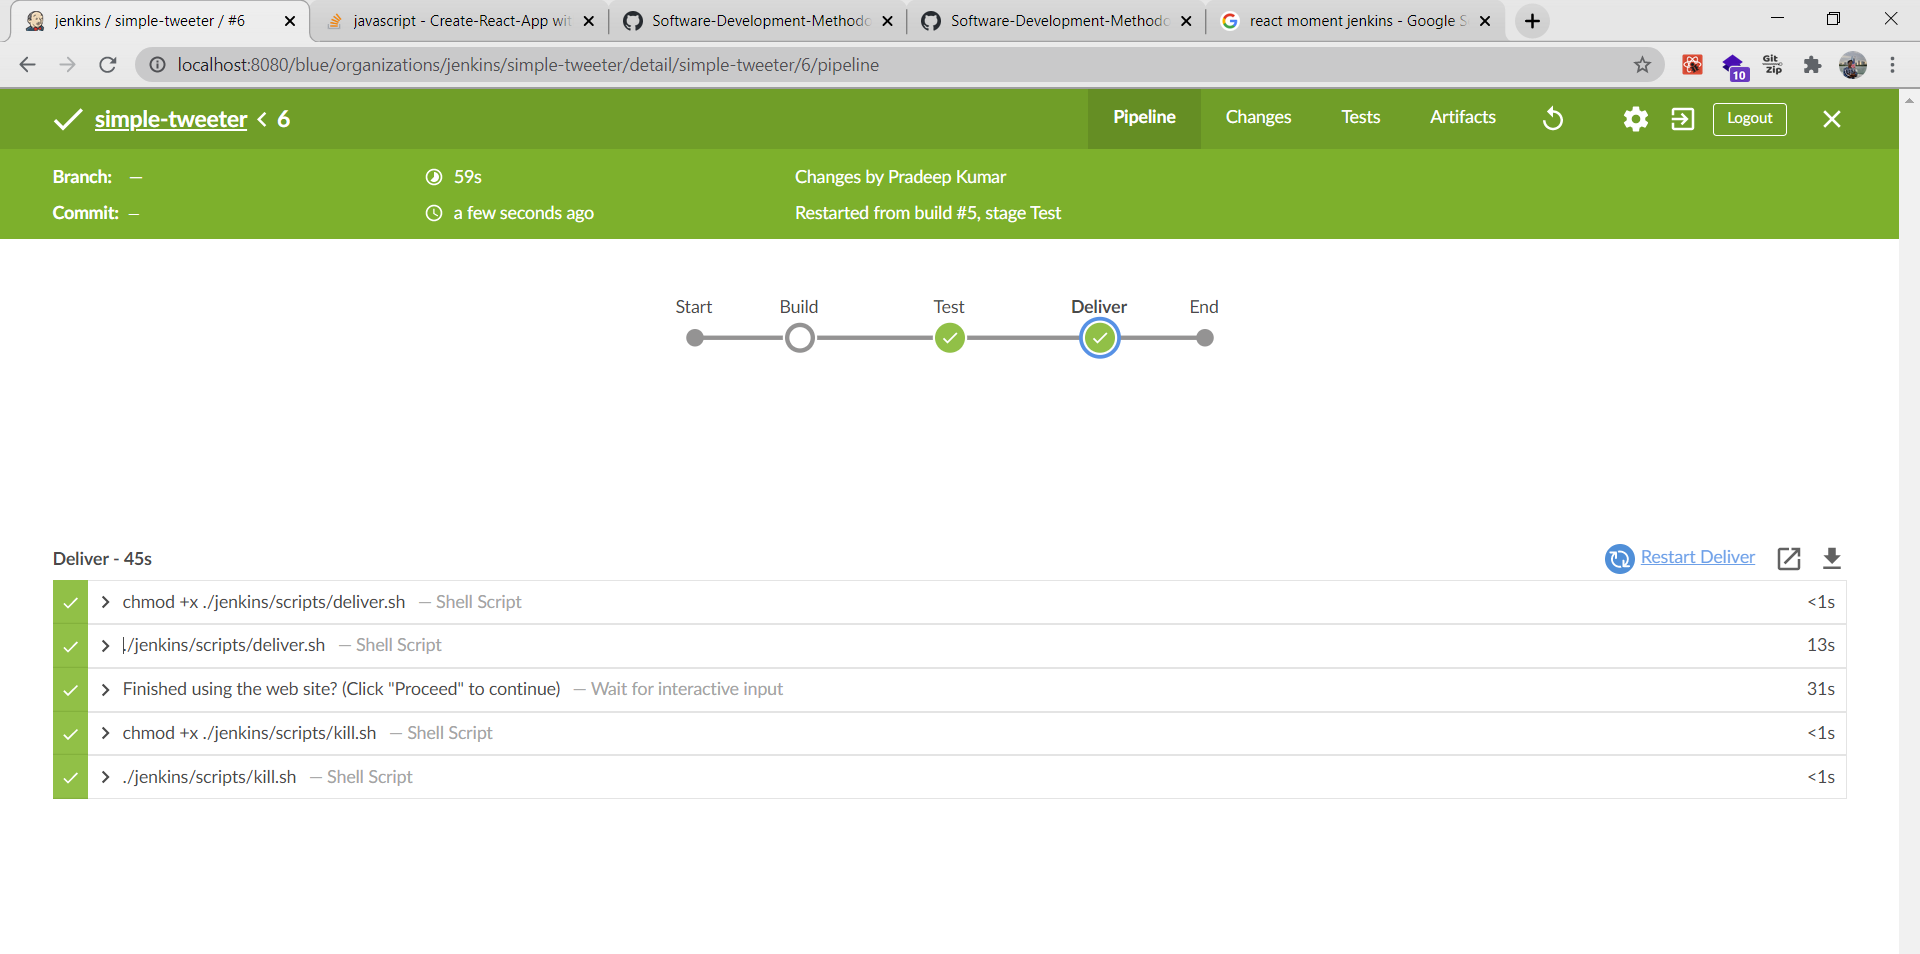 jenkins / simple-tweeter / #6
javascript - Create-React-App wit
Software-Development-Methodo
Software-Development-Methodo
react moment jenkins - Google S
localhost:8080/blue/organizations/jenkins/simple-tweeter/detail/simple-tweeter/6/pipeline
10
Git Zip
simple-tweeter < 6
Pipeline
Changes
Tests
Artifacts
Logout
Branch: —
59s
Changes by Pradeep Kumar
Commit: —
a few seconds ago
Restarted from build #5, stage Test
Start
Build
Test
Deliver
End
Deliver - 45s
Restart Deliver
chmod +x ./jenkins/scripts/deliver.sh — Shell Script <1s
./jenkins/scripts/deliver.sh — Shell Script 13s
Finished using the web site? (Click "Proceed" to continue) — Wait for interactive input 31s
chmod +x ./jenkins/scripts/kill.sh — Shell Script <1s
./jenkins/scripts/kill.sh — Shell Script <1s